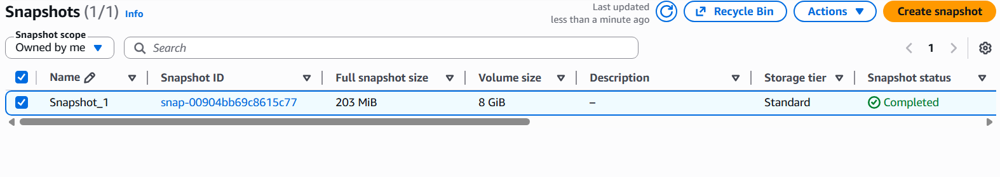 Snapshots (1/1) Info
Last updated
less than a minute ago
Recycle Bin
Actions
Create snapshot
Snapshot scope
Owned by me
Search
1
Name Snapshot ID Full snapshot size Volume size Description Storage tier Snapshot status
Snapshot_1 snap-00904bb69c8615c77 203 MiB 8 GiB – Standard Completed